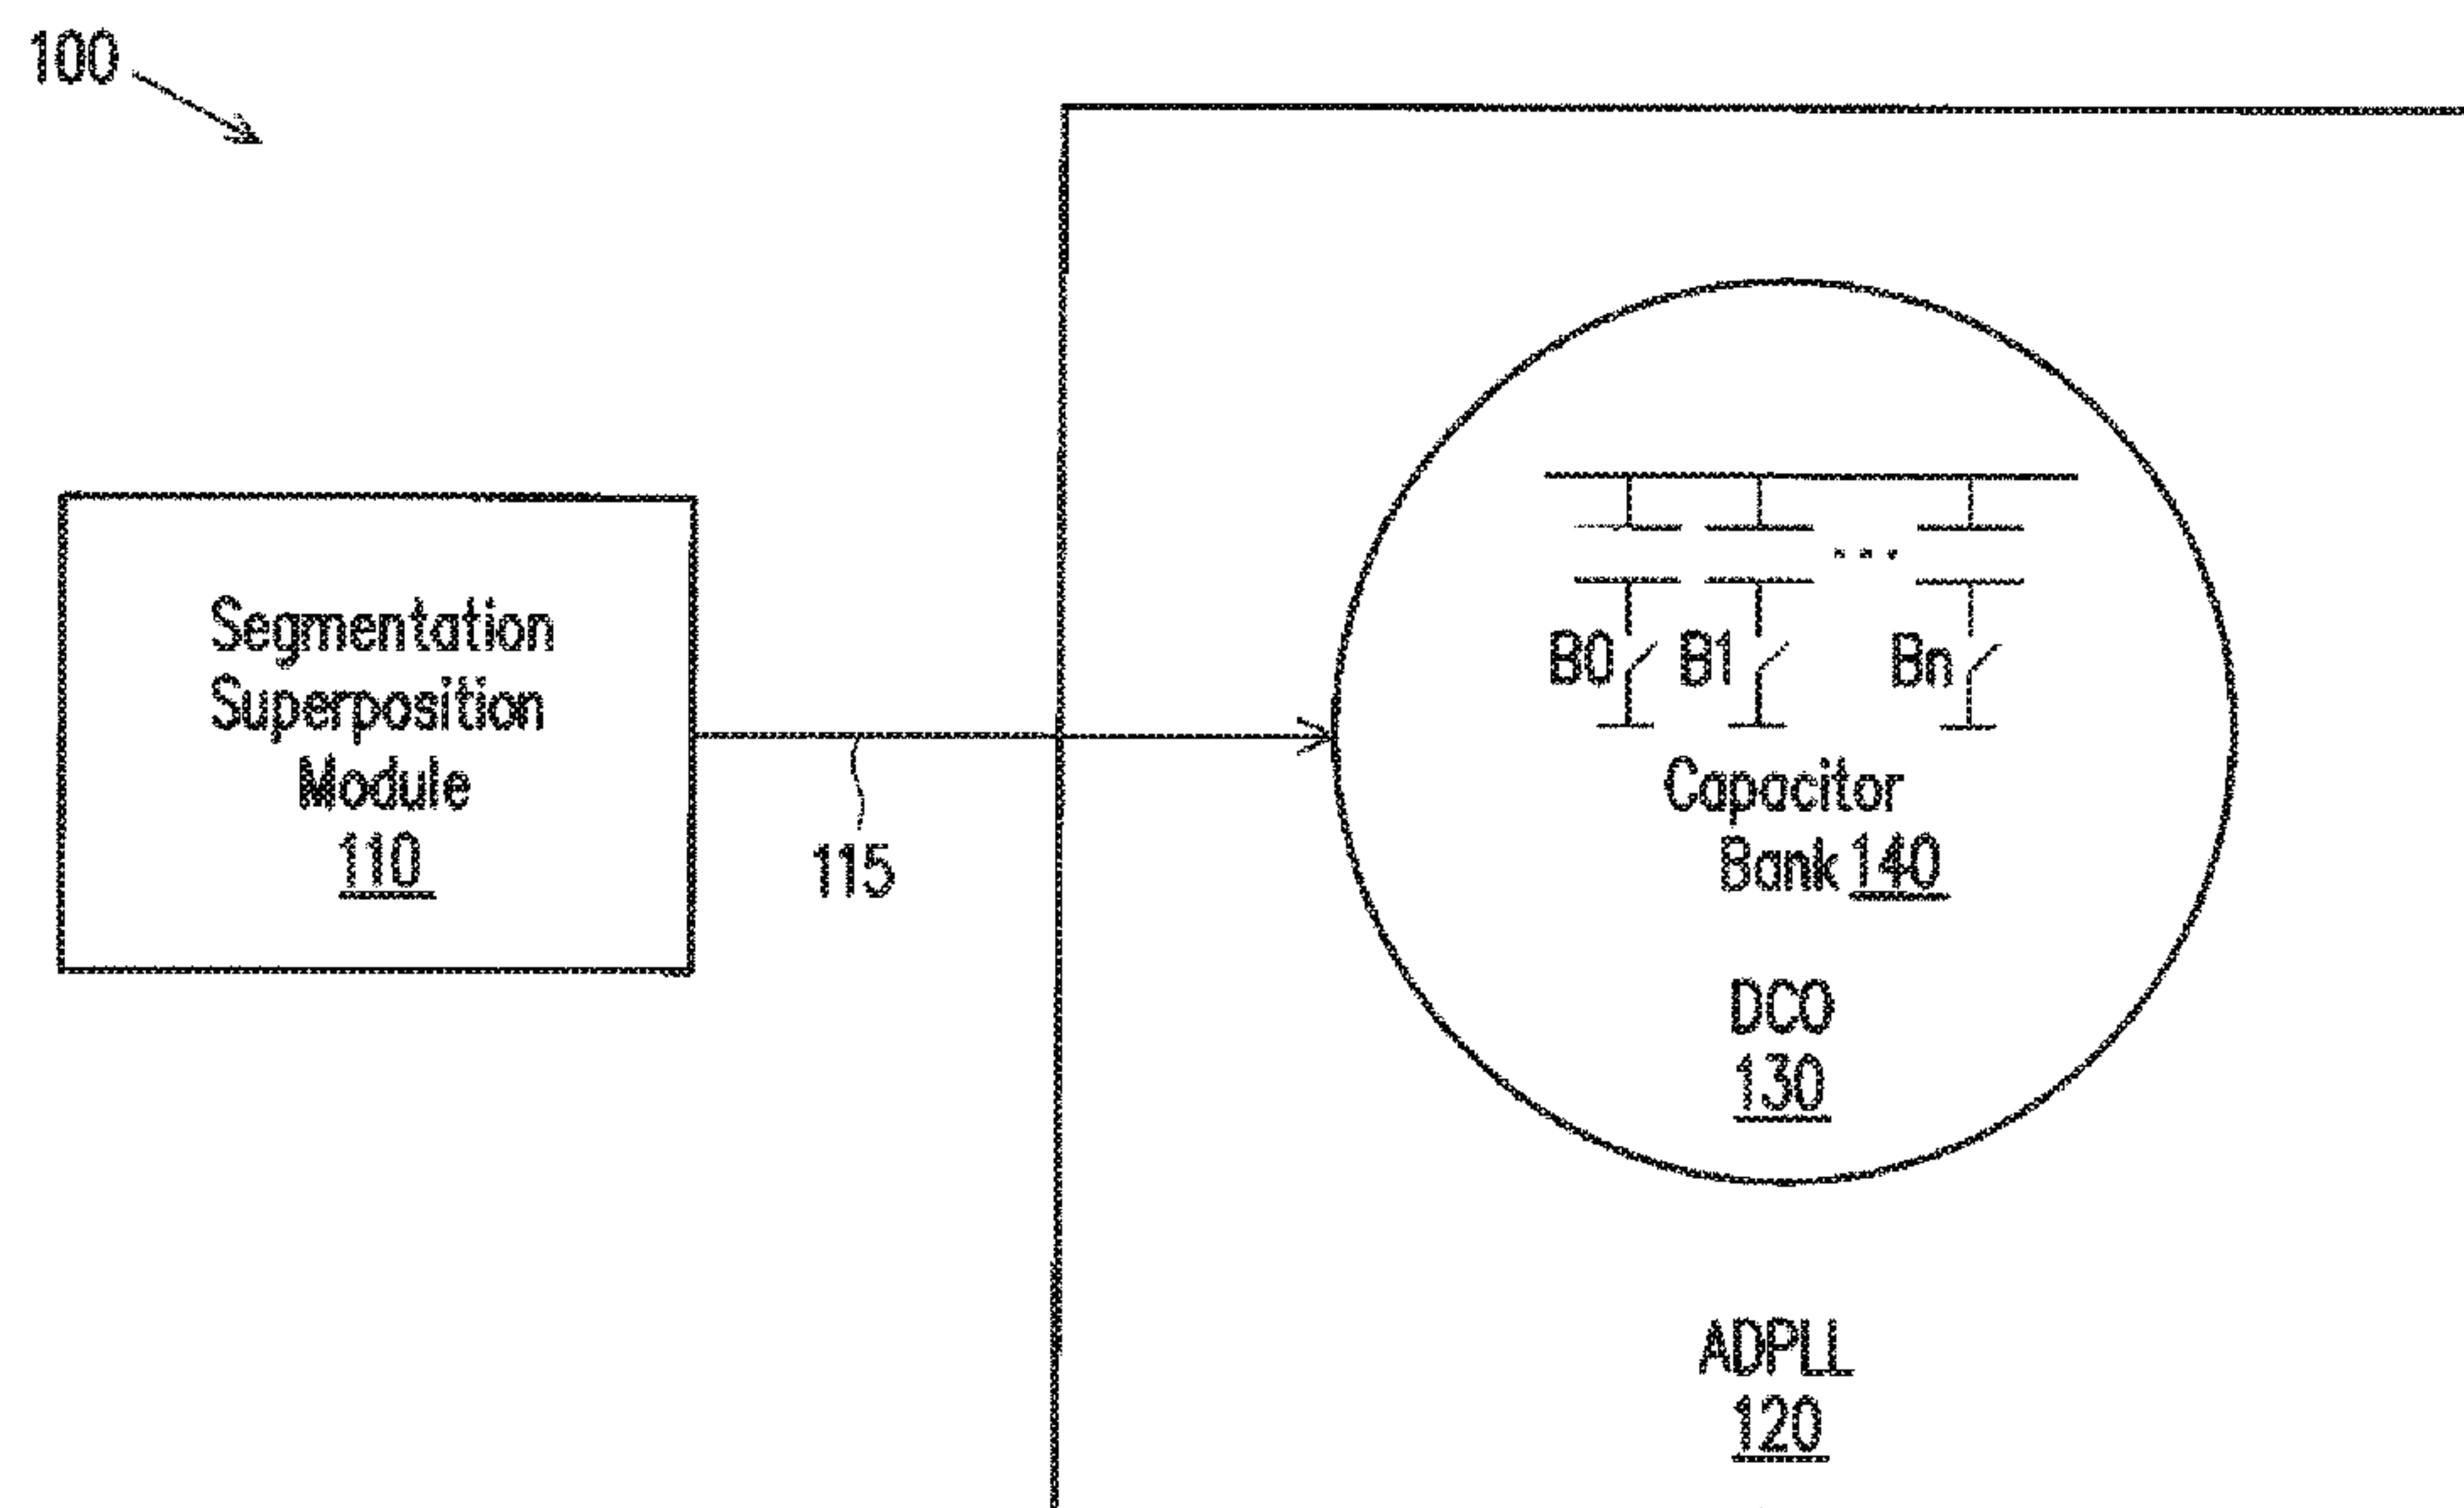 100
Segmentation
Superposition
Module
110
115
...
B0 B1 Bn
Capacitor
Bank 140
DCO
130
ADPLL
120